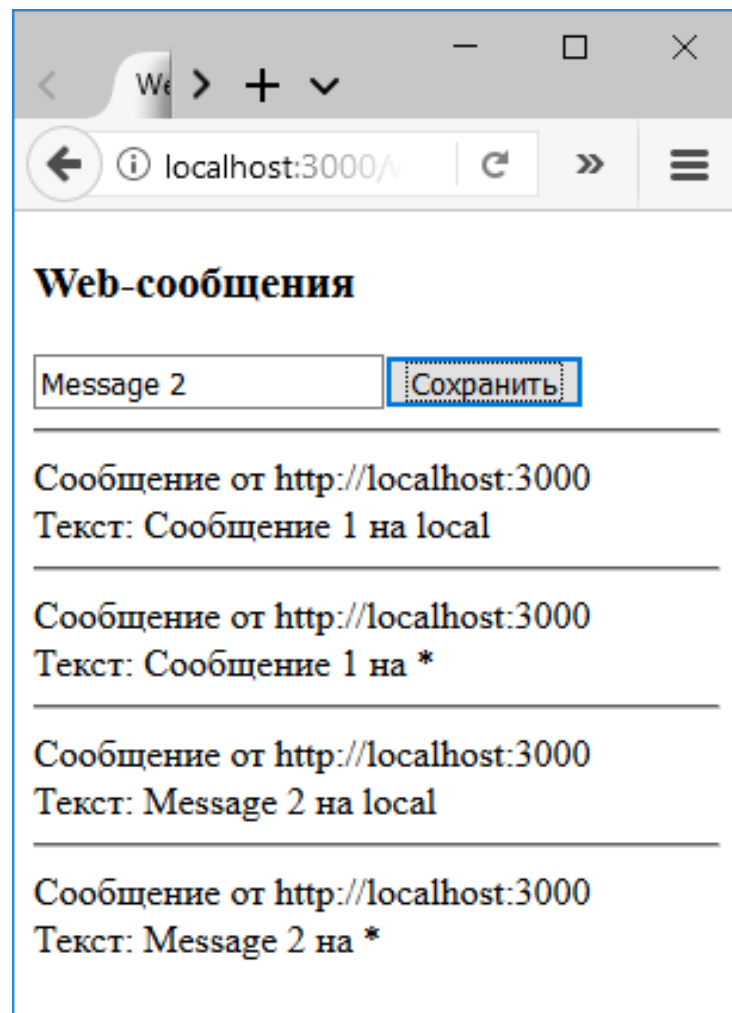 We
localhost:3000/
Web-сообщения
Message 2 Сохранить
Сообщение от http://localhost:3000
Текст: Сообщение 1 на local
Сообщение от http://localhost:3000
Текст: Сообщение 1 на *
Сообщение от http://localhost:3000
Текст: Message 2 на local
Сообщение от http://localhost:3000
Текст: Message 2 на *